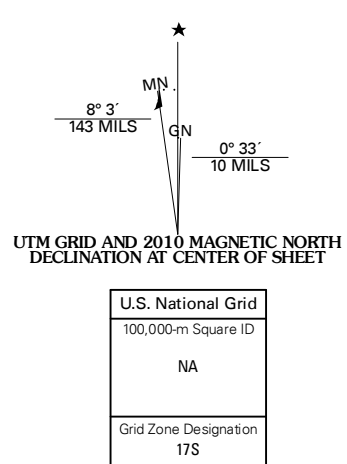 MN
8° 3´
143 MILS
GN
0° 33´
10 MILS
UTM GRID AND 2010 MAGNETIC NORTH
DECLINATION AT CENTER OF SHEET
U.S. National Grid
100,000-m Square ID
NA
Grid Zone Designation
17S